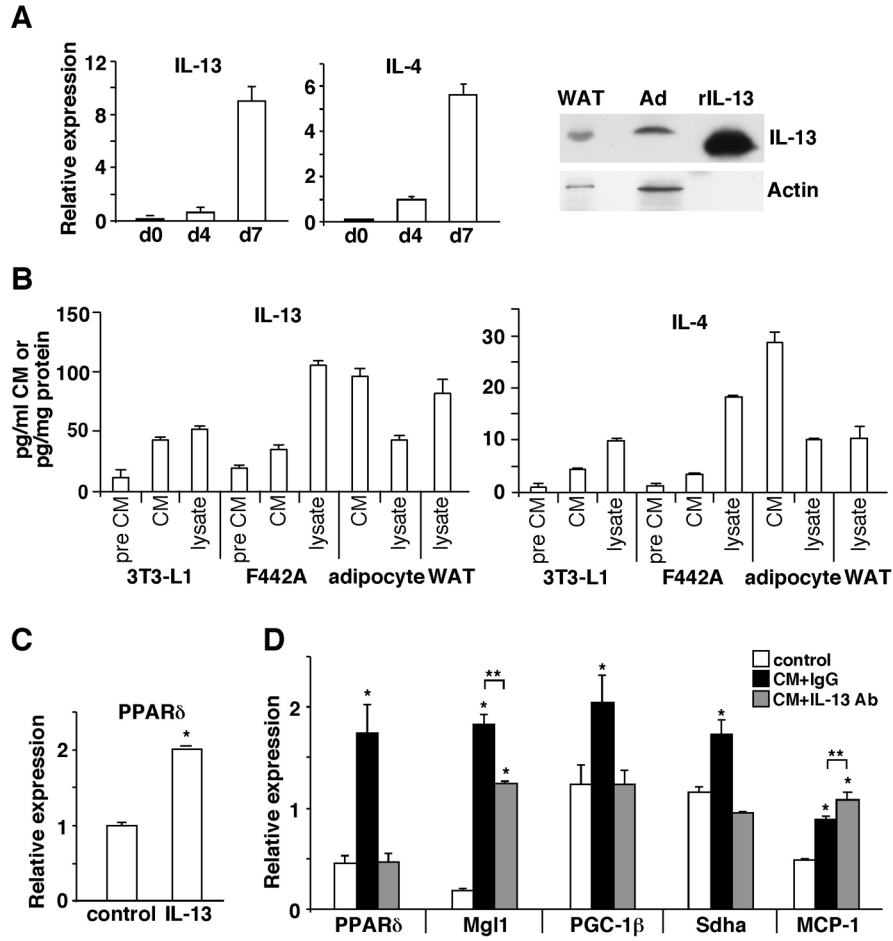 A
IL-13
Relative expression
12
8
4
0
d0 d4 d7
IL-4
6
4
2
0
d0 d4 d7
WAT Ad rIL-13
IL-13
Actin
B
IL-13
pg/ml CM or
pg/mg protein
150
100
50
0
pre CM CM lysate pre CM CM lysate CM lysate lysate
3T3-L1 F442A adipocyte WAT
IL-4
30
20
10
0
pre CM CM lysate pre CM CM lysate CM lysate lysate
3T3-L1 F442A adipocyte WAT
C
PPARδ
Relative expression
*
2
1
0
control IL-13
D
control
CM+IgG
CM+IL-13 Ab
Relative expression
2
1
0
* ** * * * * ** * *
PPARδ Mgl1 PGC-1β Sdha MCP-1